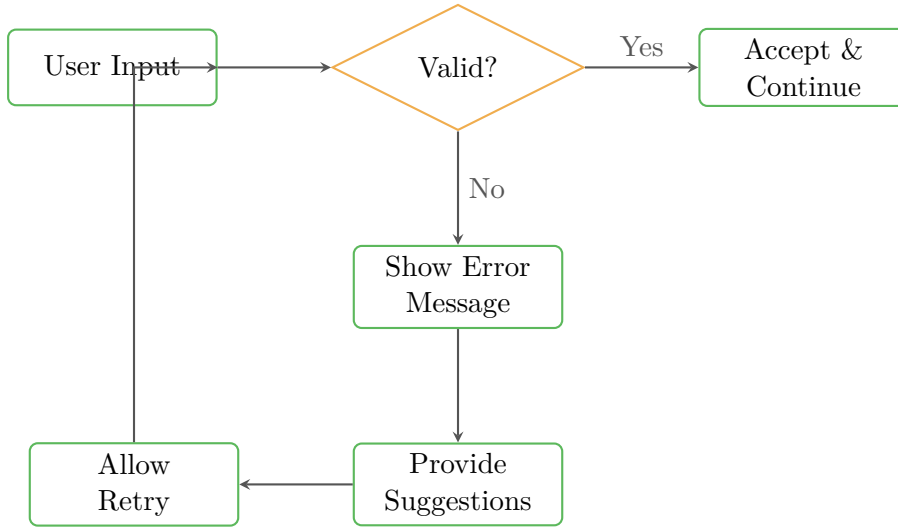 User Input
Valid?
Yes
Accept &
Continue
No
Show Error
Message
Allow
Retry
Provide
Suggestions